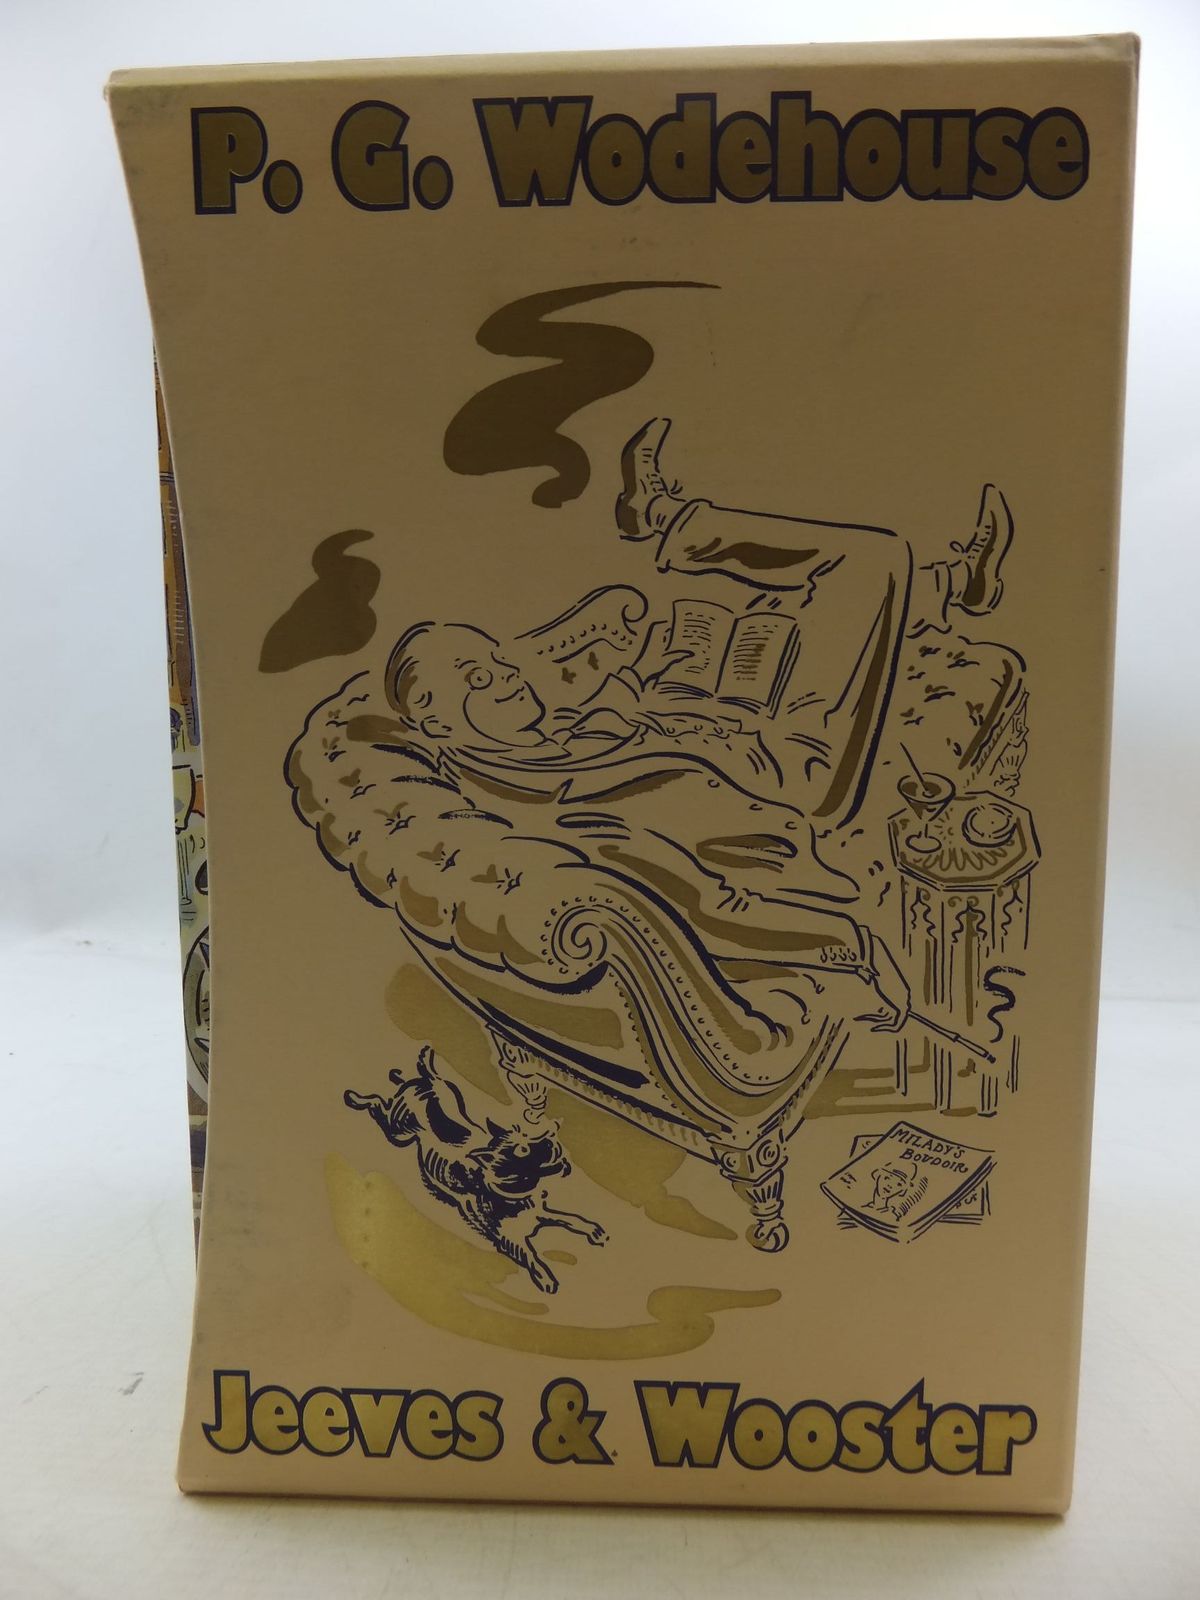 P. G. Wodehouse
MILADY'S
BOUDOIR
Jeeves & Wooster